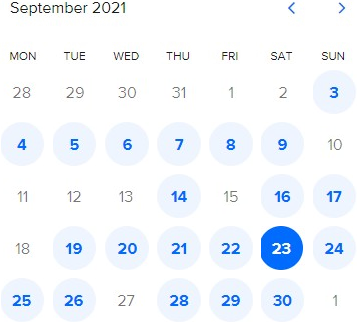 September 2021
MON TUE WED THU FRI SAT SUN
28 29 30 31 1 2 3
4 5 6 7 8 9 10
11 12 13 14 15 16 17
18 19 20 21 22 23 24
25 26 27 28 29 30 1